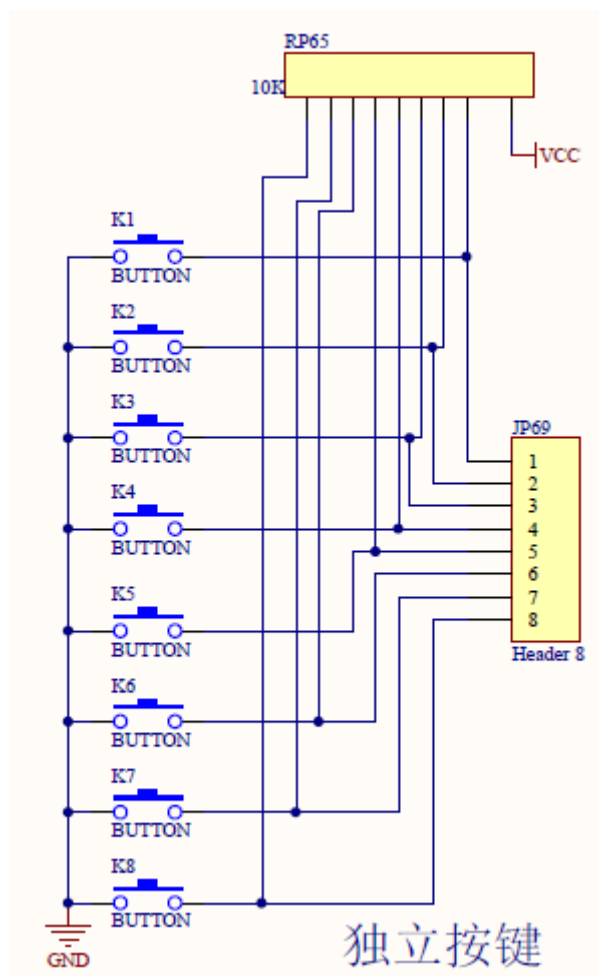 RP65
10K
VCC
K1
BUTTON
K2
BUTTON
K3
BUTTON
K4
BUTTON
K5
BUTTON
K6
BUTTON
K7
BUTTON
K8
BUTTON
JP69
1
2
3
4
5
6
7
8
Header 8
GND
独立按键